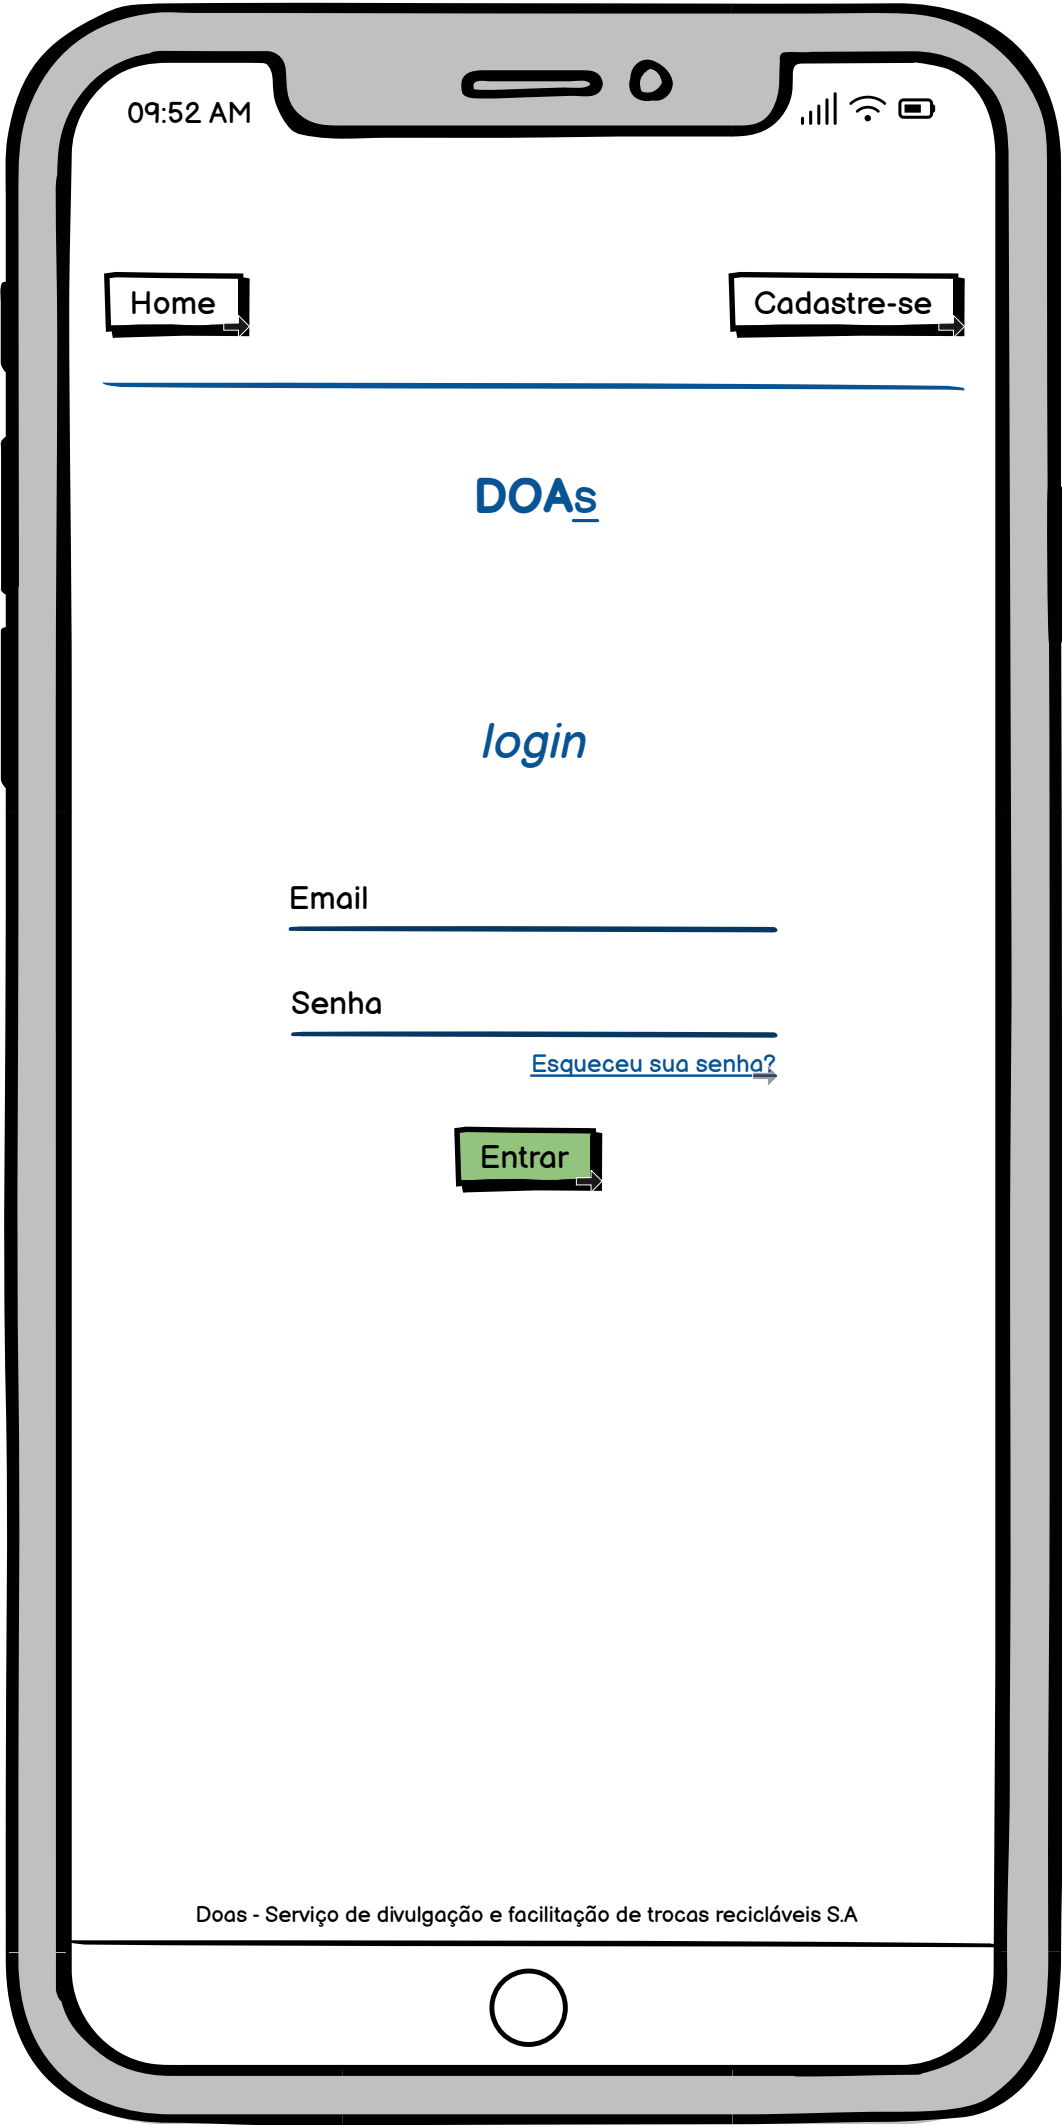 09:52 AM
Home
Cadastre-se
DOAs
login
Email
Senha
Esqueceu sua senha?
Entrar
Doas - Serviço de divulgação e facilitação de trocas recicláveis S.A